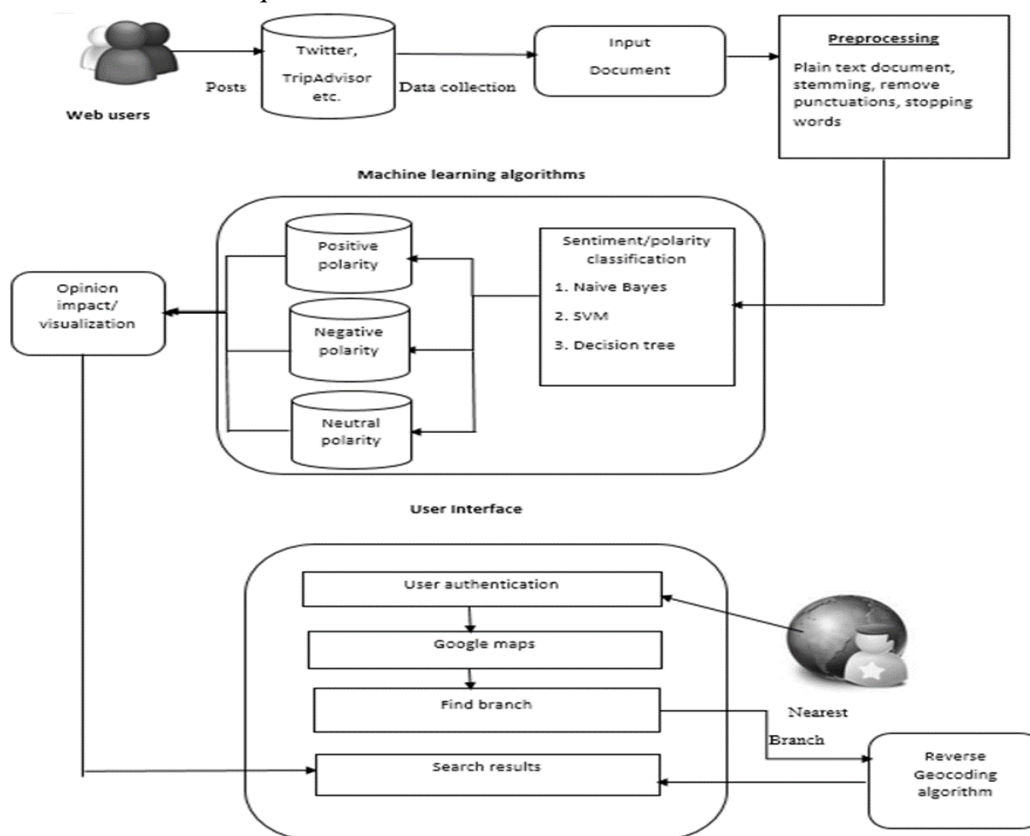 Twitter,
TripAdvisor
etc.
Posts
Web users
Data collection
Input
Document
Preprocessing
Plain text document,
stemming, remove
punctuations, stopping
words
Machine learning algorithms
Positive
polarity
Negative
polarity
Neutral
polarity
Sentiment/polarity
classification
1. Naive Bayes
2. SVM
3. Decision tree
Opinion
impact/
visualization
User Interface
User authentication
Google maps
Find branch
Search results
Nearest
Branch
Reverse
Geocoding
algorithm